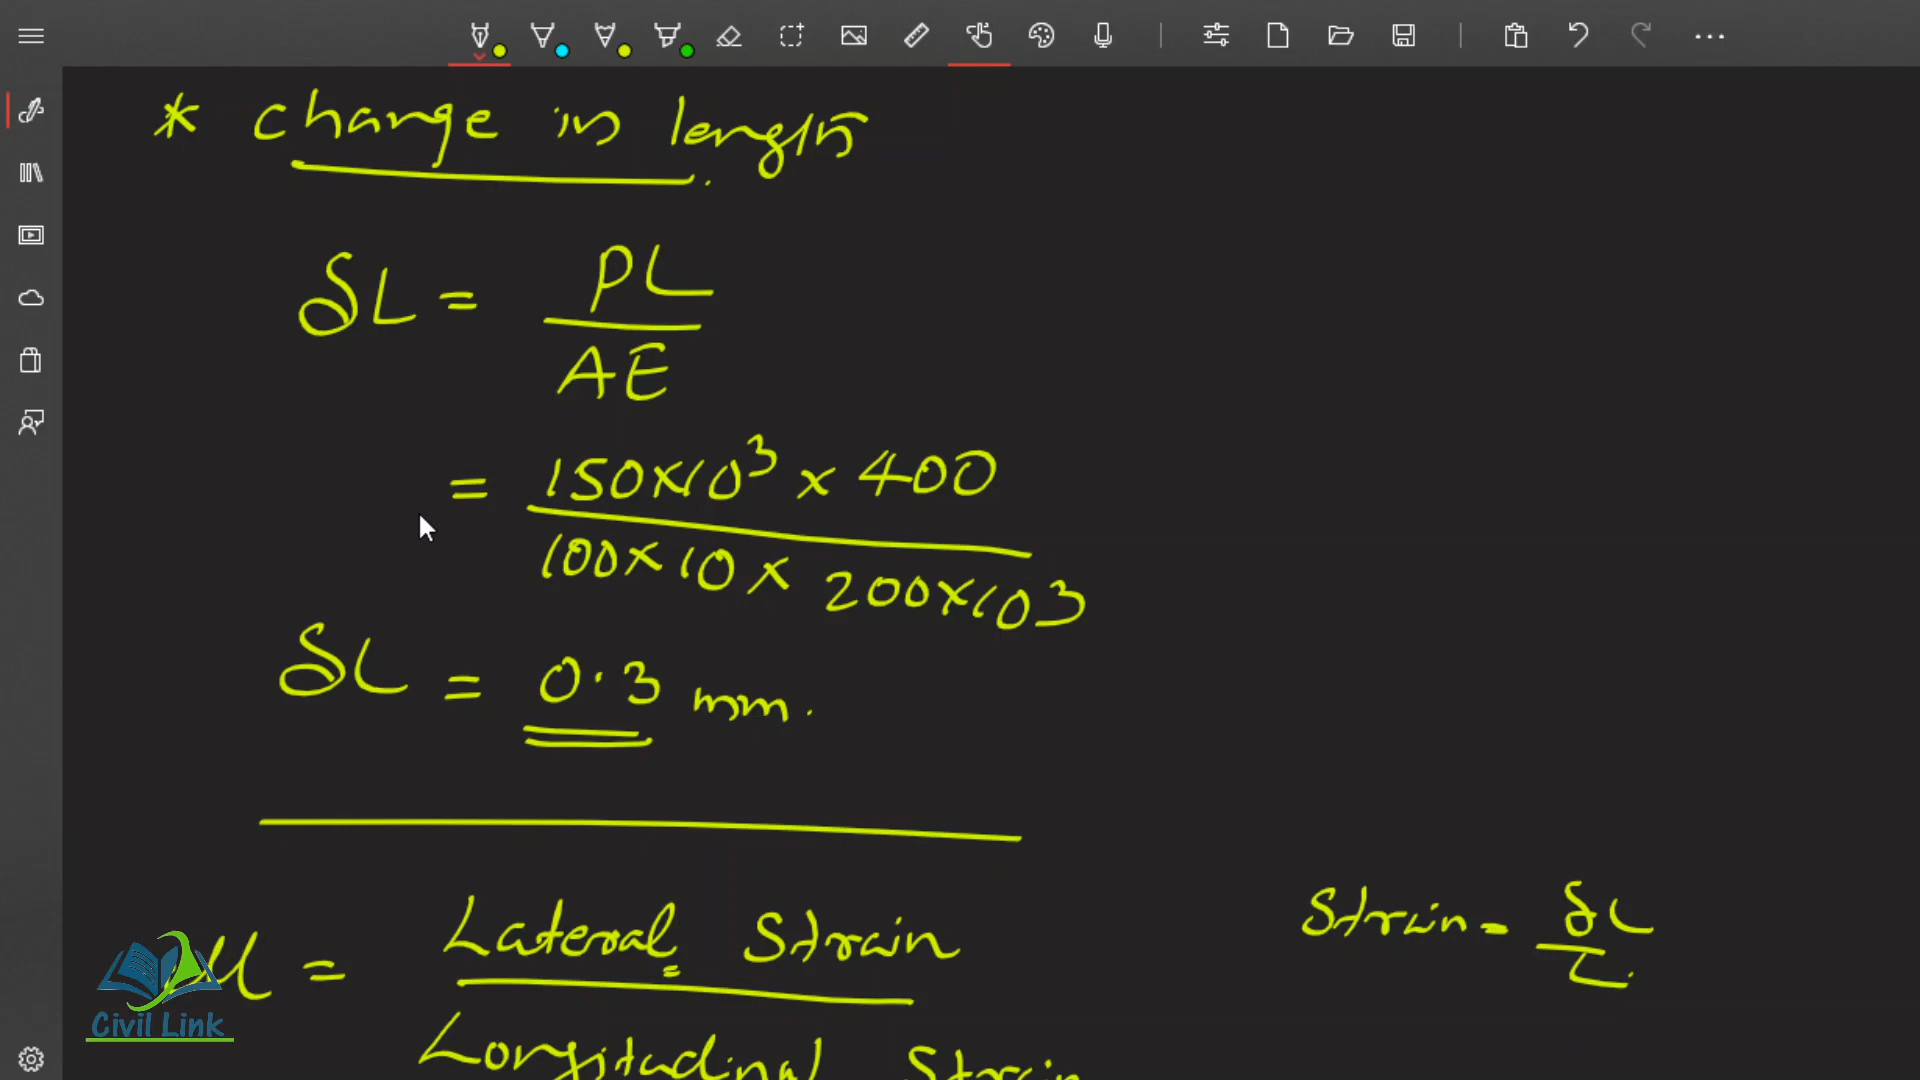 * change in length
δL = PL / AE
= 150×10³ × 400 / 100×10 × 200×10³
δL = 0.3 mm.
μ = Lateral Strain / Longitudinal Strain
Strain = δL / L.
Civil Link